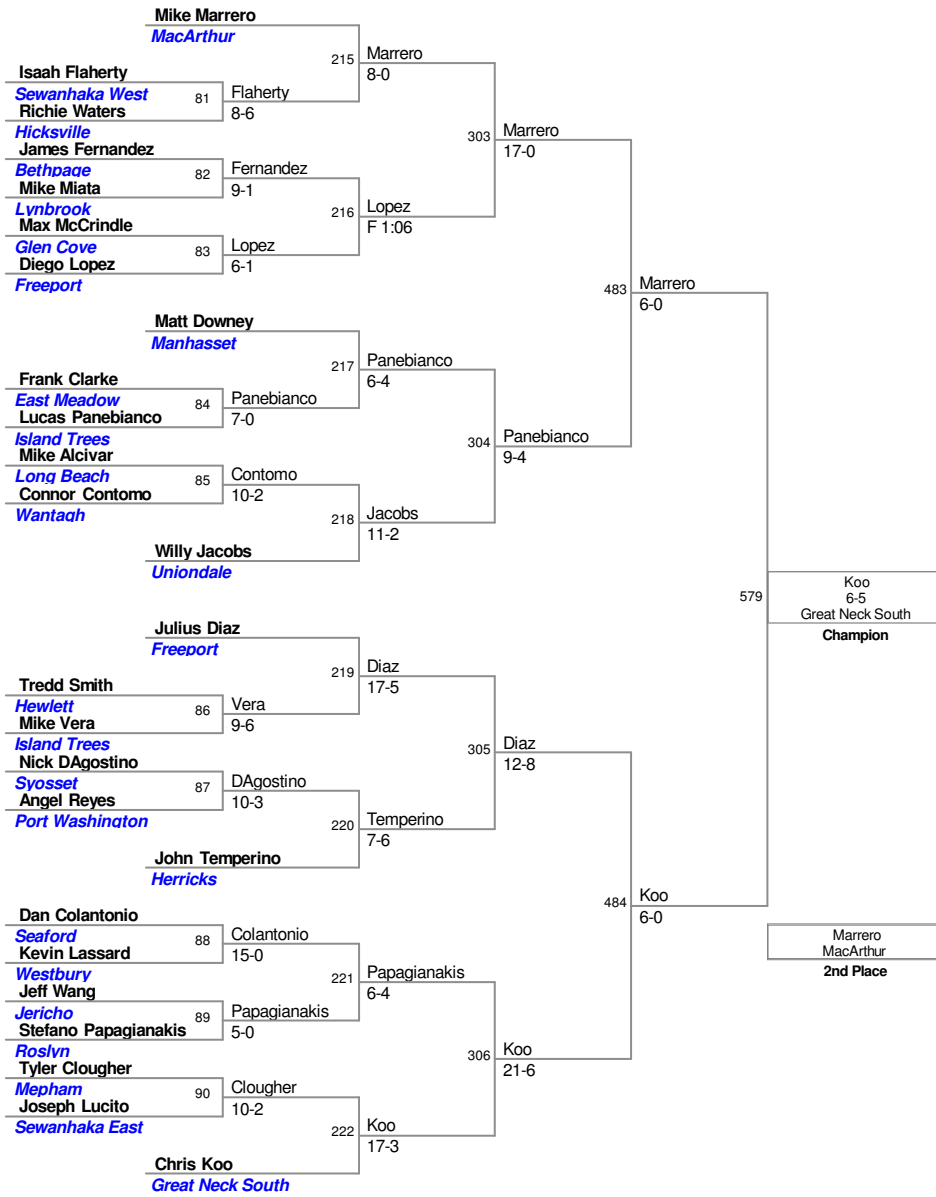 Mike Marrero
MacArthur
215 Marrero
8-0
Isaah Flaherty
Sewanhaka West 81 Flaherty
Richie Waters 8-6
Hicksville
303 Marrero
17-0
James Fernandez
Bethpage 82 Fernandez
Mike Miata 9-1
Lynbrook
216 Lopez
F 1:06
Max McCrindle
Glen Cove 83 Lopez
Diego Lopez 6-1
Freeport
483 Marrero
6-0
Matt Downey
Manhasset
217 Panebianco
6-4
Frank Clarke
East Meadow 84 Panebianco
Lucas Panebianco 7-0
Island Trees
304 Panebianco
9-4
Mike Alcivar
Long Beach 85 Contomo
Connor Contomo 10-2
Wantagh
218 Jacobs
11-2
Willy Jacobs
Uniondale
579 Koo
6-5
Great Neck South
Champion
Julius Diaz
Freeport
219 Diaz
17-5
Tredd Smith
Hewlett 86 Vera
Mike Vera 9-6
Island Trees
305 Diaz
12-8
Nick DAgostino
Syosset 87 DAgostino
Angel Reyes 10-3
Port Washington
220 Temperino
7-6
John Temperino
Herricks
484 Koo
6-0
Dan Colantonio
Seaford 88 Colantonio
Kevin Lassard 15-0
Westbury
Marrero
MacArthur
2nd Place
221 Papagianakis
6-4
Jeff Wang
Jericho 89 Papagianakis
Stefano Papagianakis 5-0
Roslyn
306 Koo
21-6
Tyler Clougher
Mepham 90 Clougher
Joseph Lucito 10-2
Sewanhaka East
222 Koo
17-3
Chris Koo
Great Neck South